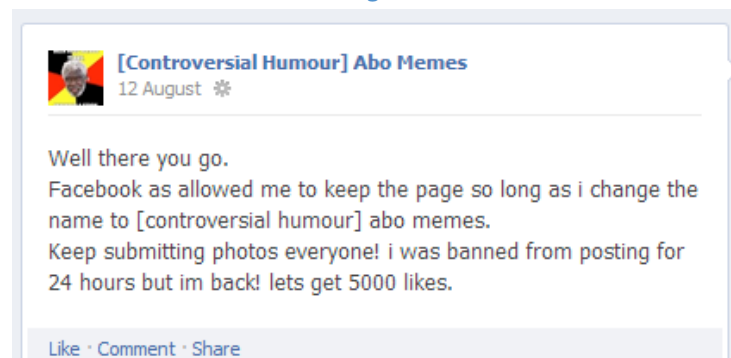 [Controversial Humour] Abo Memes
12 August
Well there you go.
Facebook as allowed me to keep the page so long as i change the
name to [controversial humour] abo memes.
Keep submitting photos everyone! i was banned from posting for
24 hours but im back! lets get 5000 likes.
Like · Comment · Share